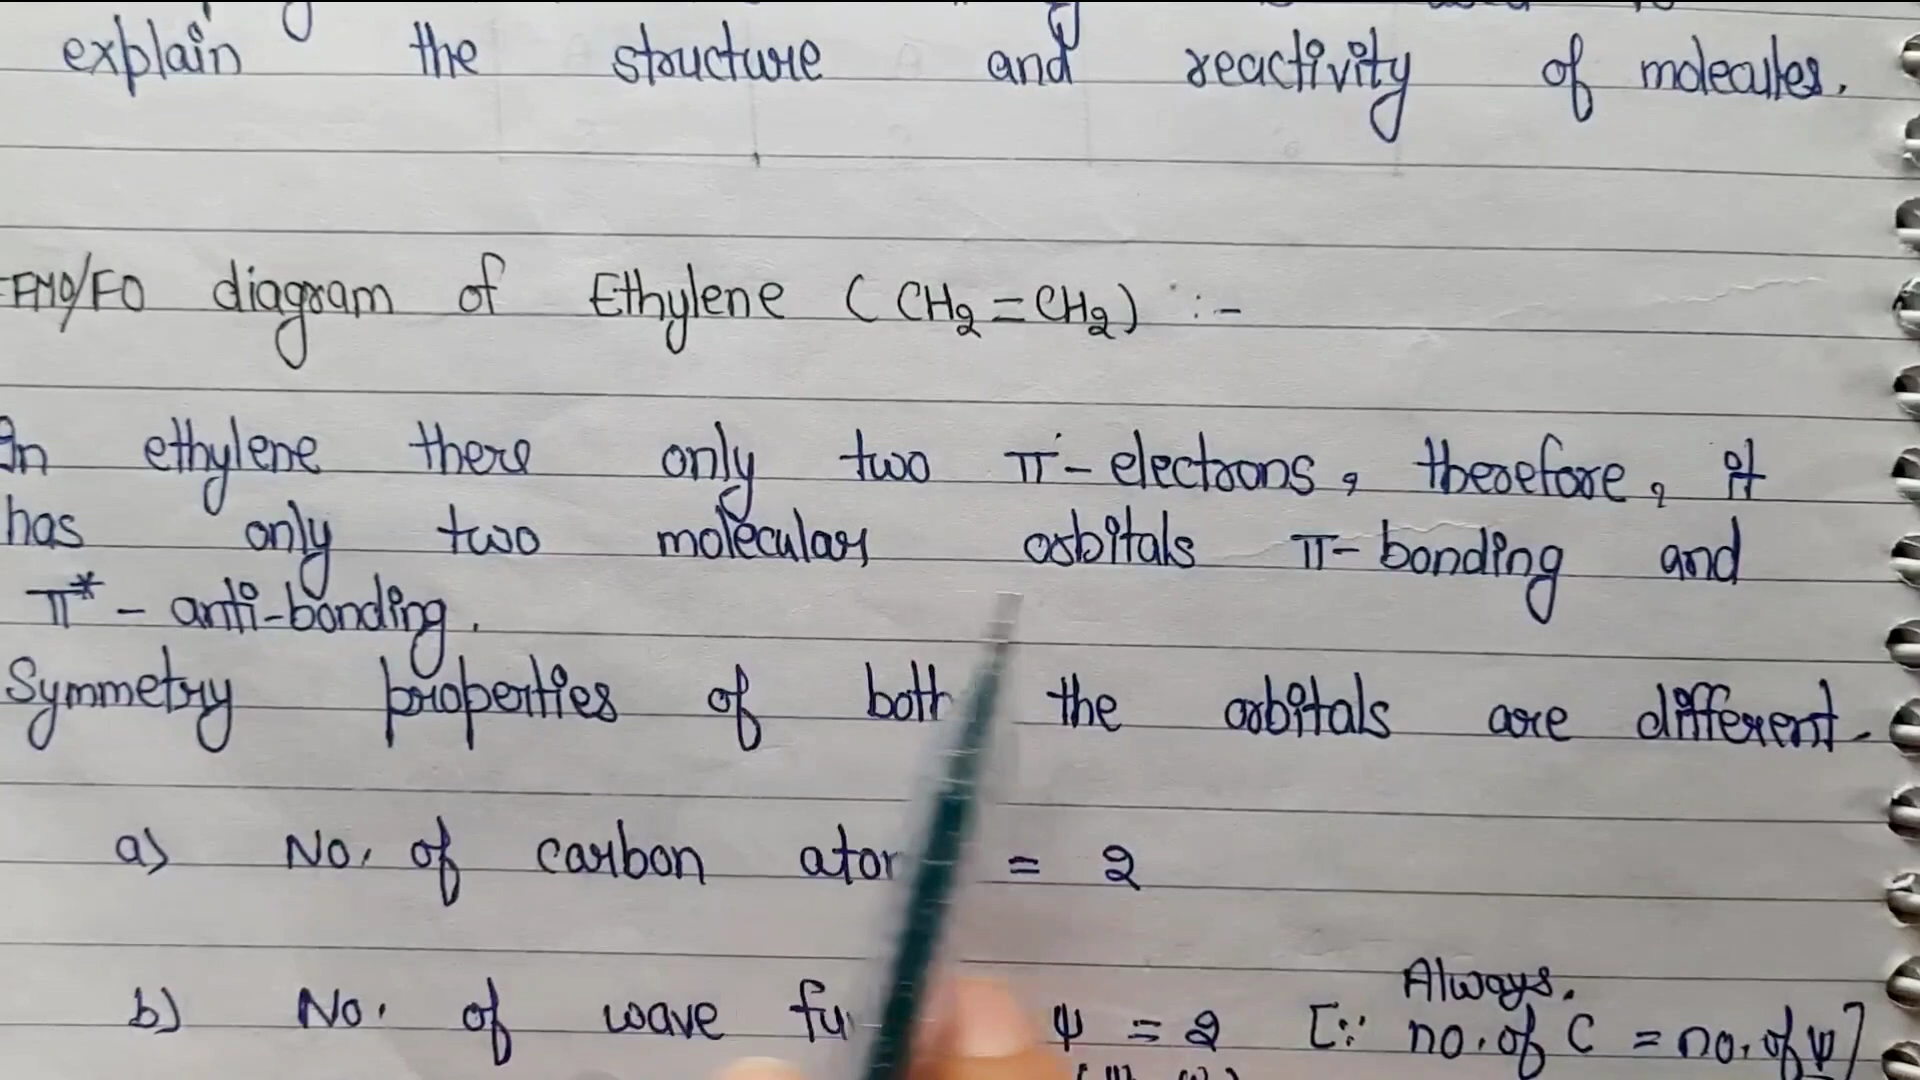 explain the structure and reactivity of molecules.
FMO/FO diagram of Ethylene (CH2=CH2) :-
In ethylene there only two π-electrons, therefore, it
has only two molecular orbitals π-bonding and
π* - anti-bonding.
Symmetry properties of both the orbitals are different.
a) No. of carbon = 2
Always.
b) No. of wave ψ = 2 [∵ no. of C = no. of ψ]